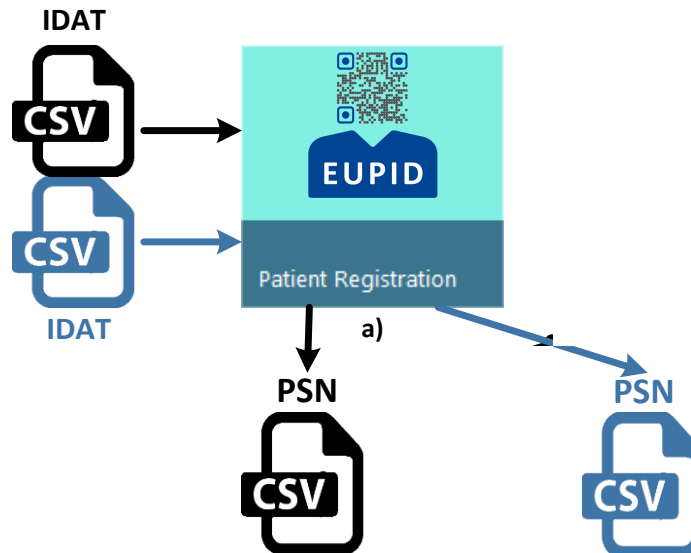 IDAT
CSV
CSV
IDAT
EUPID
Patient Registration
a)
PSN
PSN
CSV
CSV